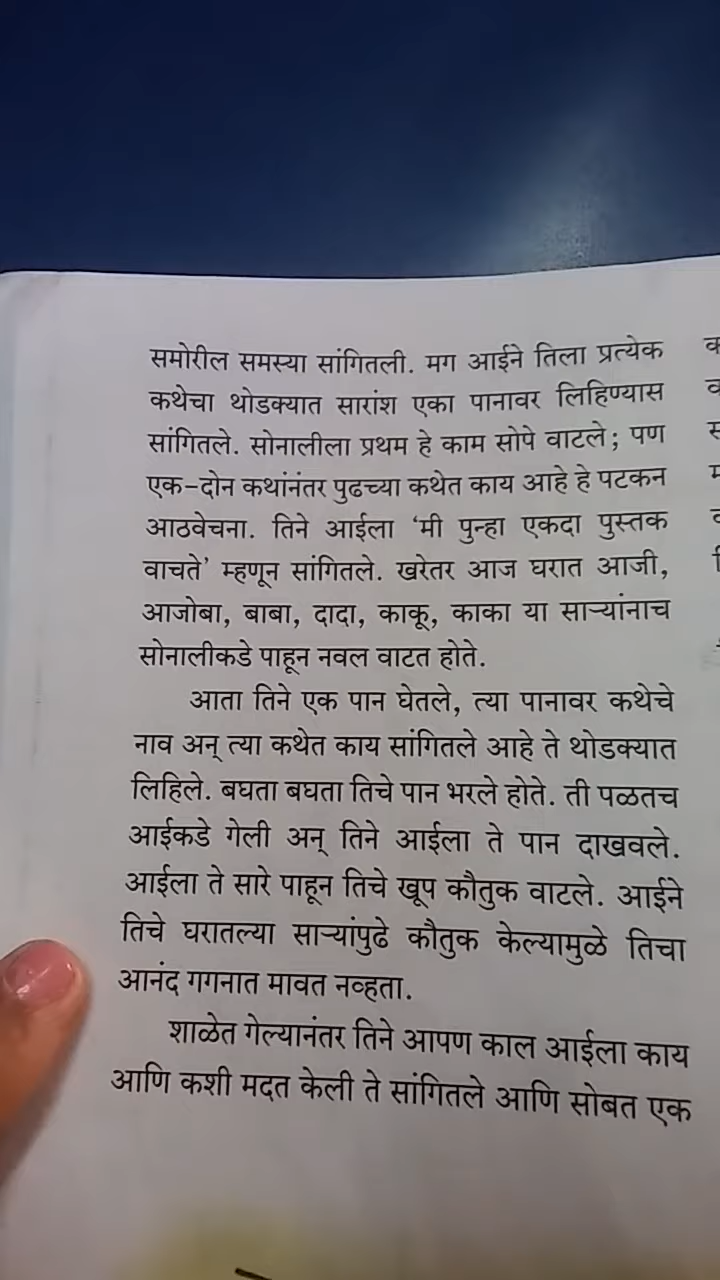 समोरील समस्या सांगितली. मग आईने तिला प्रत्येक
कथेचा थोडक्यात सारांश एका पानावर लिहिण्यास
सांगितले. सोनालीला प्रथम हे काम सोपे वाटले; पण
एक-दोन कथांनंतर पुढच्या कथेत काय आहे हे पटकन
आठवेचना. तिने आईला ‘मी पुन्हा एकदा पुस्तक
वाचते’ म्हणून सांगितले. खरेतर आज घरात आजी,
आजोबा, बाबा, दादा, काकू, काका या साऱ्यांनाच
सोनालीकडे पाहून नवल वाटत होते.
आता तिने एक पान घेतले, त्या पानावर कथेचे
नाव अन् त्या कथेत काय सांगितले आहे ते थोडक्यात
लिहिले. बघता बघता तिचे पान भरले होते. ती पळतच
आईकडे गेली अन् तिने आईला ते पान दाखवले.
आईला ते सारे पाहून तिचे खूप कौतुक वाटले. आईने
तिचे घरातल्या साऱ्यांपुढे कौतुक केल्यामुळे तिचा
आनंद गगनात मावत नव्हता.
शाळेत गेल्यानंतर तिने आपण काल आईला काय
आणि कशी मदत केली ते सांगितले आणि सोबत एक